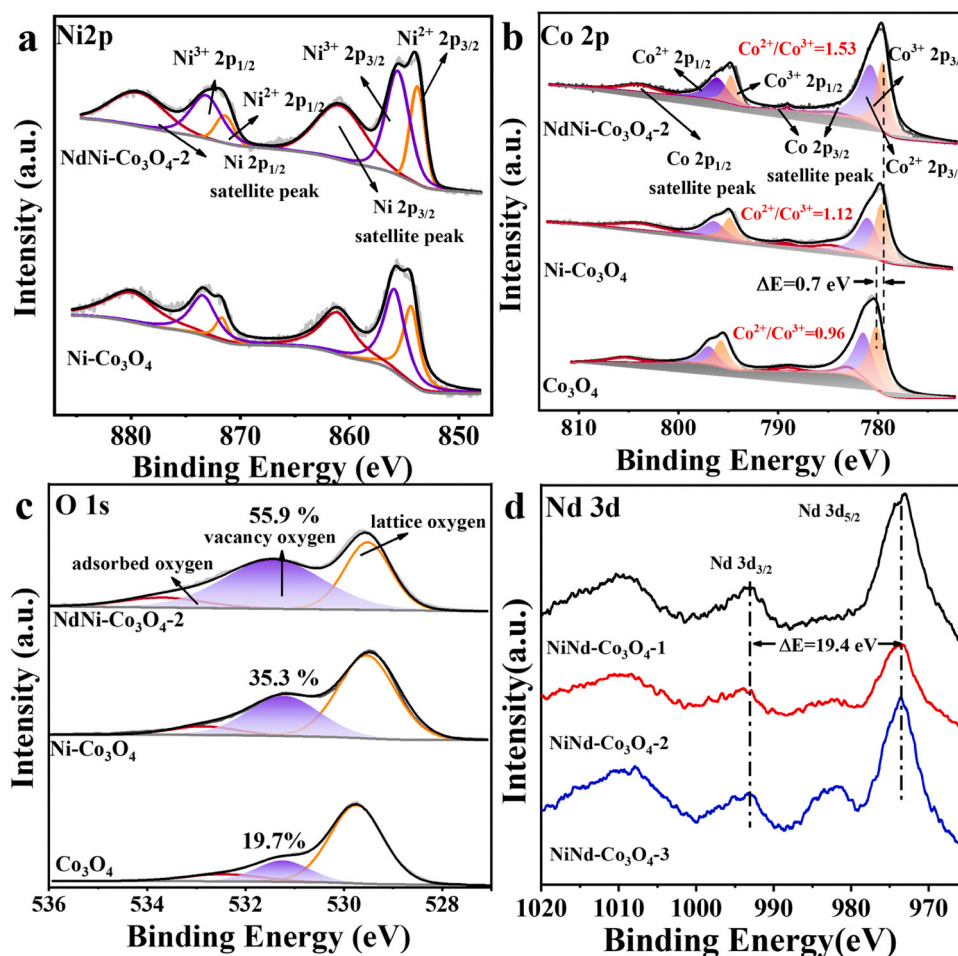 a Ni2p
Ni³⁺ 2p₁/₂
Ni³⁺ 2p₃/₂
Ni²⁺ 2p₃/₂
Ni²⁺ 2p₁/₂
NdNi-Co₃O₄-2
Ni 2p₁/₂
satellite peak
Ni 2p₃/₂
satellite peak
Ni-Co₃O₄
Intensity (a.u.)
880 870 860 850
Binding Energy (eV)
b Co 2p
Co²⁺ 2p₁/₂
Co²⁺/Co³⁺=1.53
Co³⁺ 2p₃/₂
Co³⁺ 2p₁/₂
NdNi-Co₃O₄-2
Co 2p₁/₂
satellite peak
Co 2p₃/₂
satellite peak
Co²⁺ 2p₃/
Co²⁺/Co³⁺=1.12
Ni-Co₃O₄
ΔE=0.7 eV
Co²⁺/Co³⁺=0.96
Co₃O₄
Intensity (a.u.)
810 800 790 780
Binding Energy (eV)
c O 1s
55.9 %
vacancy oxygen
lattice oxygen
adsorbed oxygen
NdNi-Co₃O₄-2
35.3 %
Ni-Co₃O₄
19.7%
Co₃O₄
Intensity (a.u.)
536 534 532 530 528
Binding Energy (eV)
d Nd 3d
Nd 3d₅/₂
Nd 3d₃/₂
NiNd-Co₃O₄-1
ΔE=19.4 eV
NiNd-Co₃O₄-2
NiNd-Co₃O₄-3
Intensity(a.u.)
1020 1010 1000 990 980 970
Binding Energy(eV)